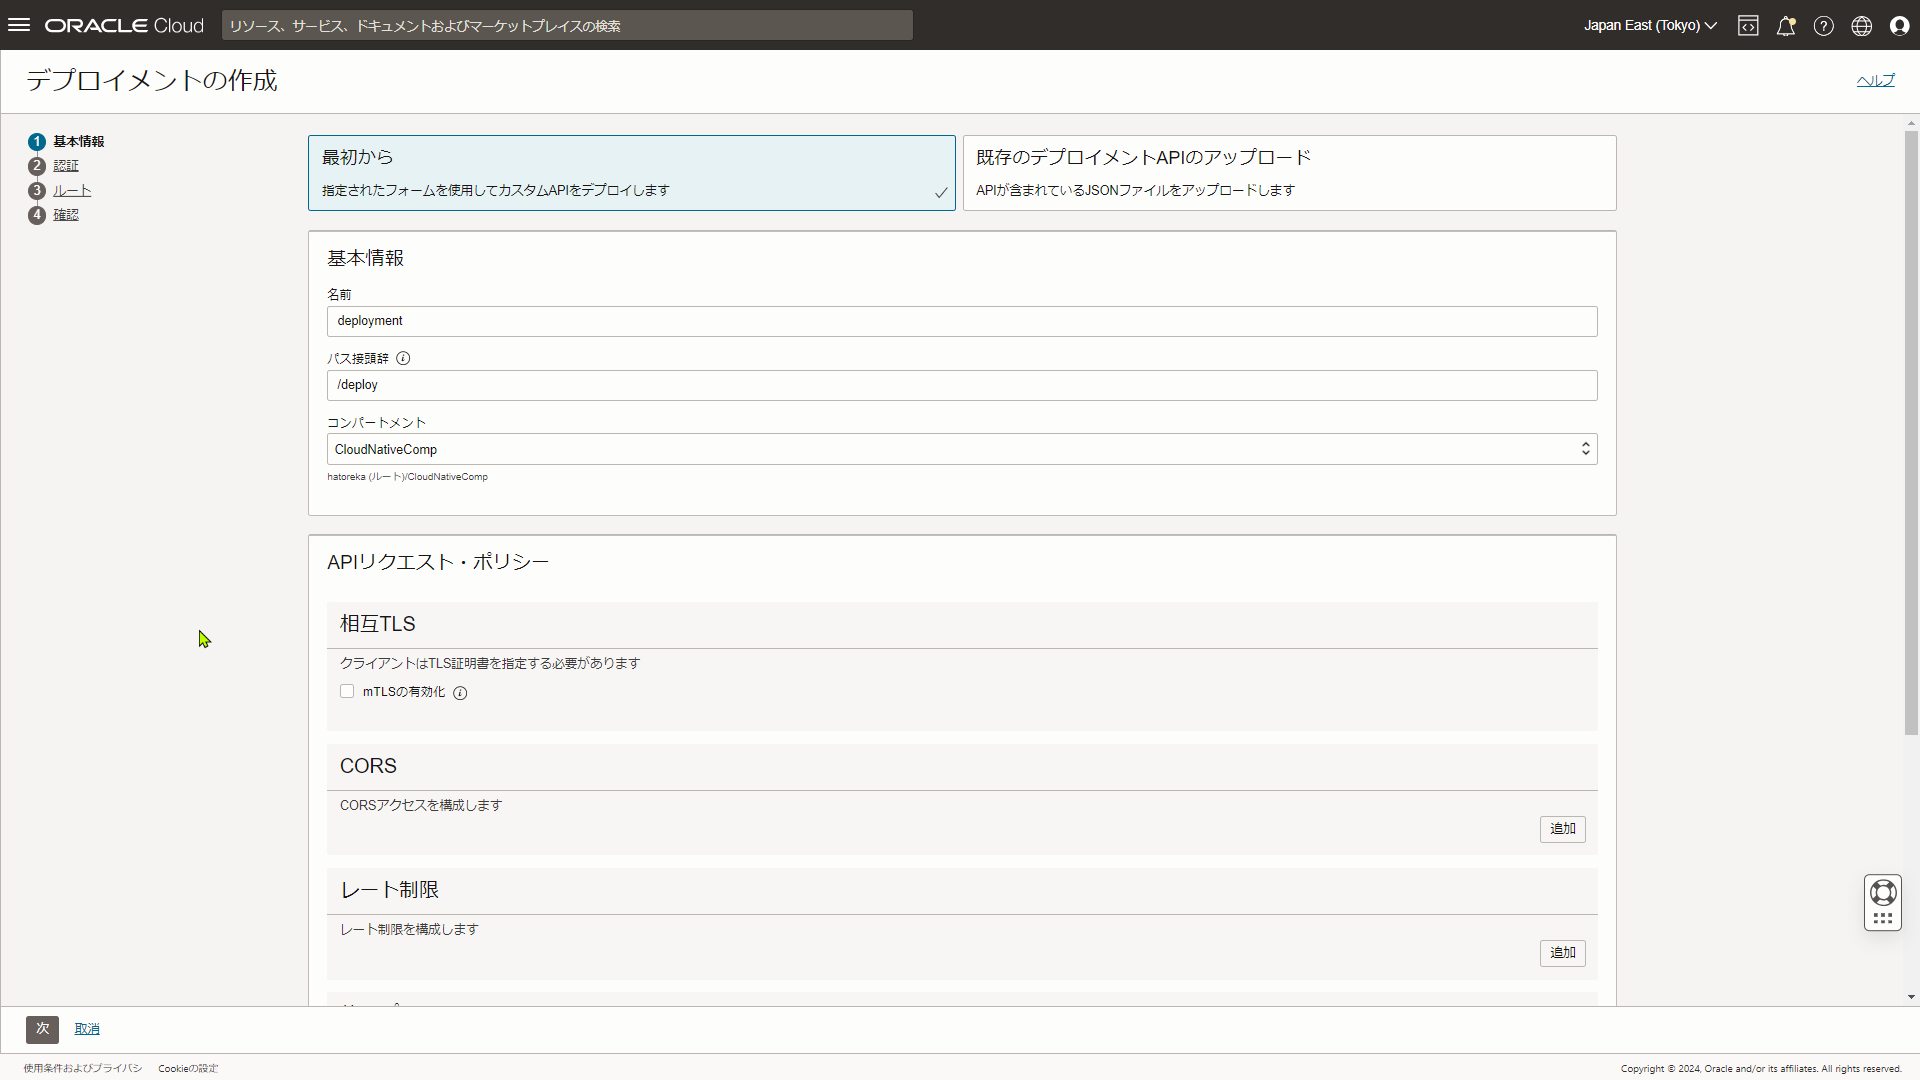 ORACLE Cloud
リソース、サービス、ドキュメントおよびマーケットプレイスの検索
Japan East (Tokyo)
デプロイメントの作成
ヘルプ
1 基本情報
2 認証
3 ルート
4 確認
最初から
指定されたフォームを使用してカスタムAPIをデプロイします
既存のデプロイメントAPIのアップロード
APIが含まれているJSONファイルをアップロードします
基本情報
名前
deployment
パス接頭辞
/deploy
コンパートメント
CloudNativeComp
hatoreka (ルート)/CloudNativeComp
APIリクエスト・ポリシー
相互TLS
クライアントはTLS証明書を指定する必要があります
mTLSの有効化
CORS
CORSアクセスを構成します
追加
レート制限
レート制限を構成します
追加
次
取消
使用条件およびプライバシ
Cookieの設定
Copyright © 2024, Oracle and/or its affiliates. All rights reserved.